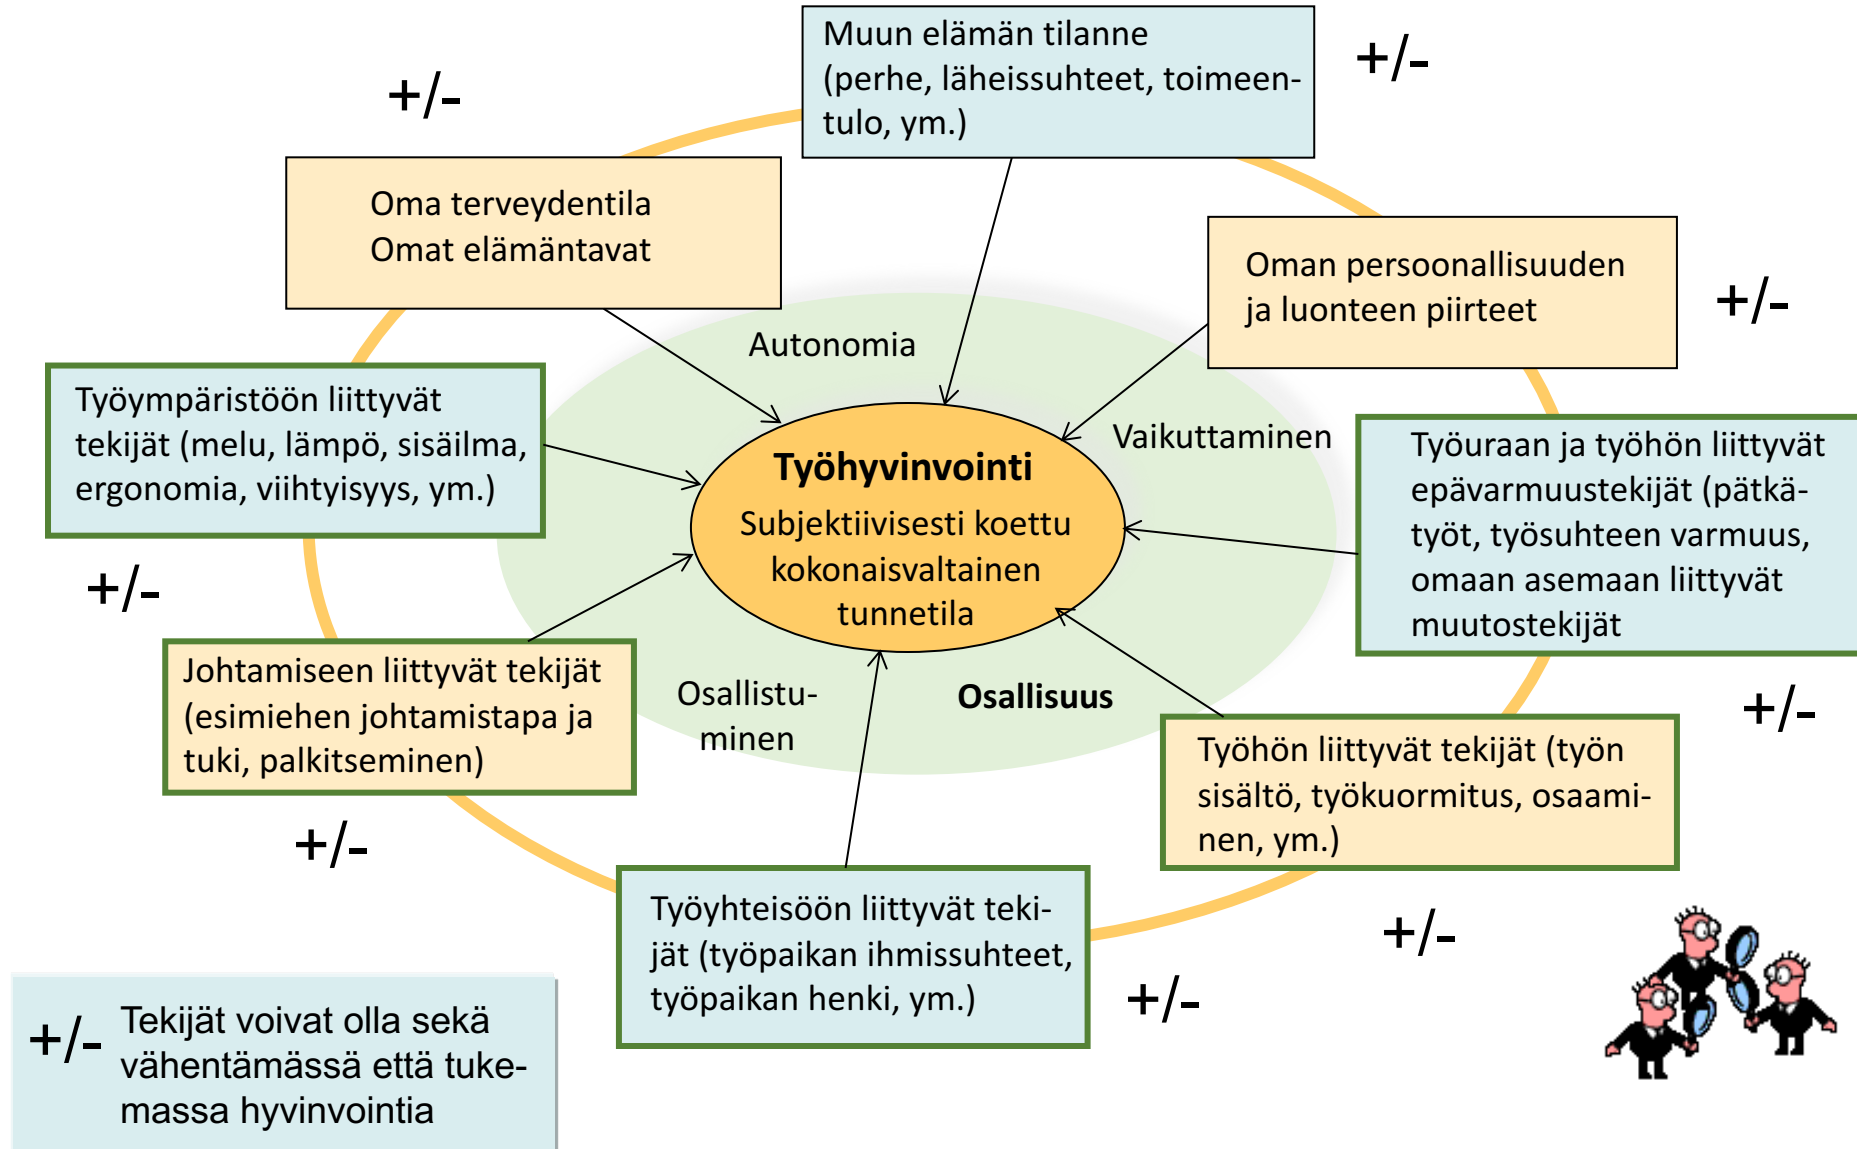 Muun elämän tilanne
(perhe, läheissuhteet, toimeen-
tulo, ym.)
+/-
+/-
Oma terveydentila
Omat elämäntavat
Oman persoonallisuuden
ja luonteen piirteet
+/-
Autonomia
Vaikuttaminen
Työympäristöön liittyvät
tekijät (melu, lämpö, sisäilma,
ergonomia, viihtyisyys, ym.)
+/-
Työhyvinvointi
Subjektiivisesti koettu
kokonaisvaltainen
tunnetila
Työuraan ja työhön liittyvät
epävarmuustekijät (pätkä-
työt, työsuhteen varmuus,
omaan asemaan liittyvät
muutostekijät
+/-
Johtamiseen liittyvät tekijät
(esimiehen johtamistapa ja
tuki, palkitseminen)
+/-
Osallistu-
minen
Osallisuus
Työhön liittyvät tekijät (työn
sisältö, työkuormitus, osaami-
nen, ym.)
+/-
Työyhteisöön liittyvät teki-
jät (työpaikan ihmissuhteet,
työpaikan henki, ym.)
+/-
+/- Tekijät voivat olla sekä
vähentämässä että tuke-
massa hyvinvointia